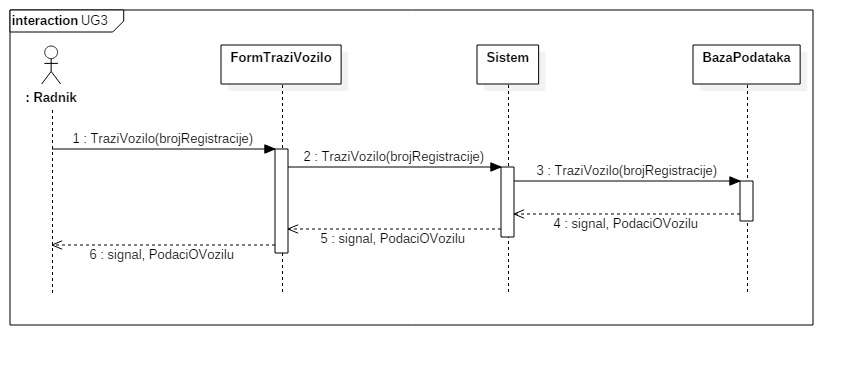 interaction UG3
: Radnik
FormTraziVozilo
Sistem
BazaPodataka
1 : TraziVozilo(brojRegistracije)
2 : TraziVozilo(brojRegistracije)
3 : TraziVozilo(brojRegistracije)
4 : signal, PodaciOVozilu
5 : signal, PodaciOVozilu
6 : signal, PodaciOVozilu